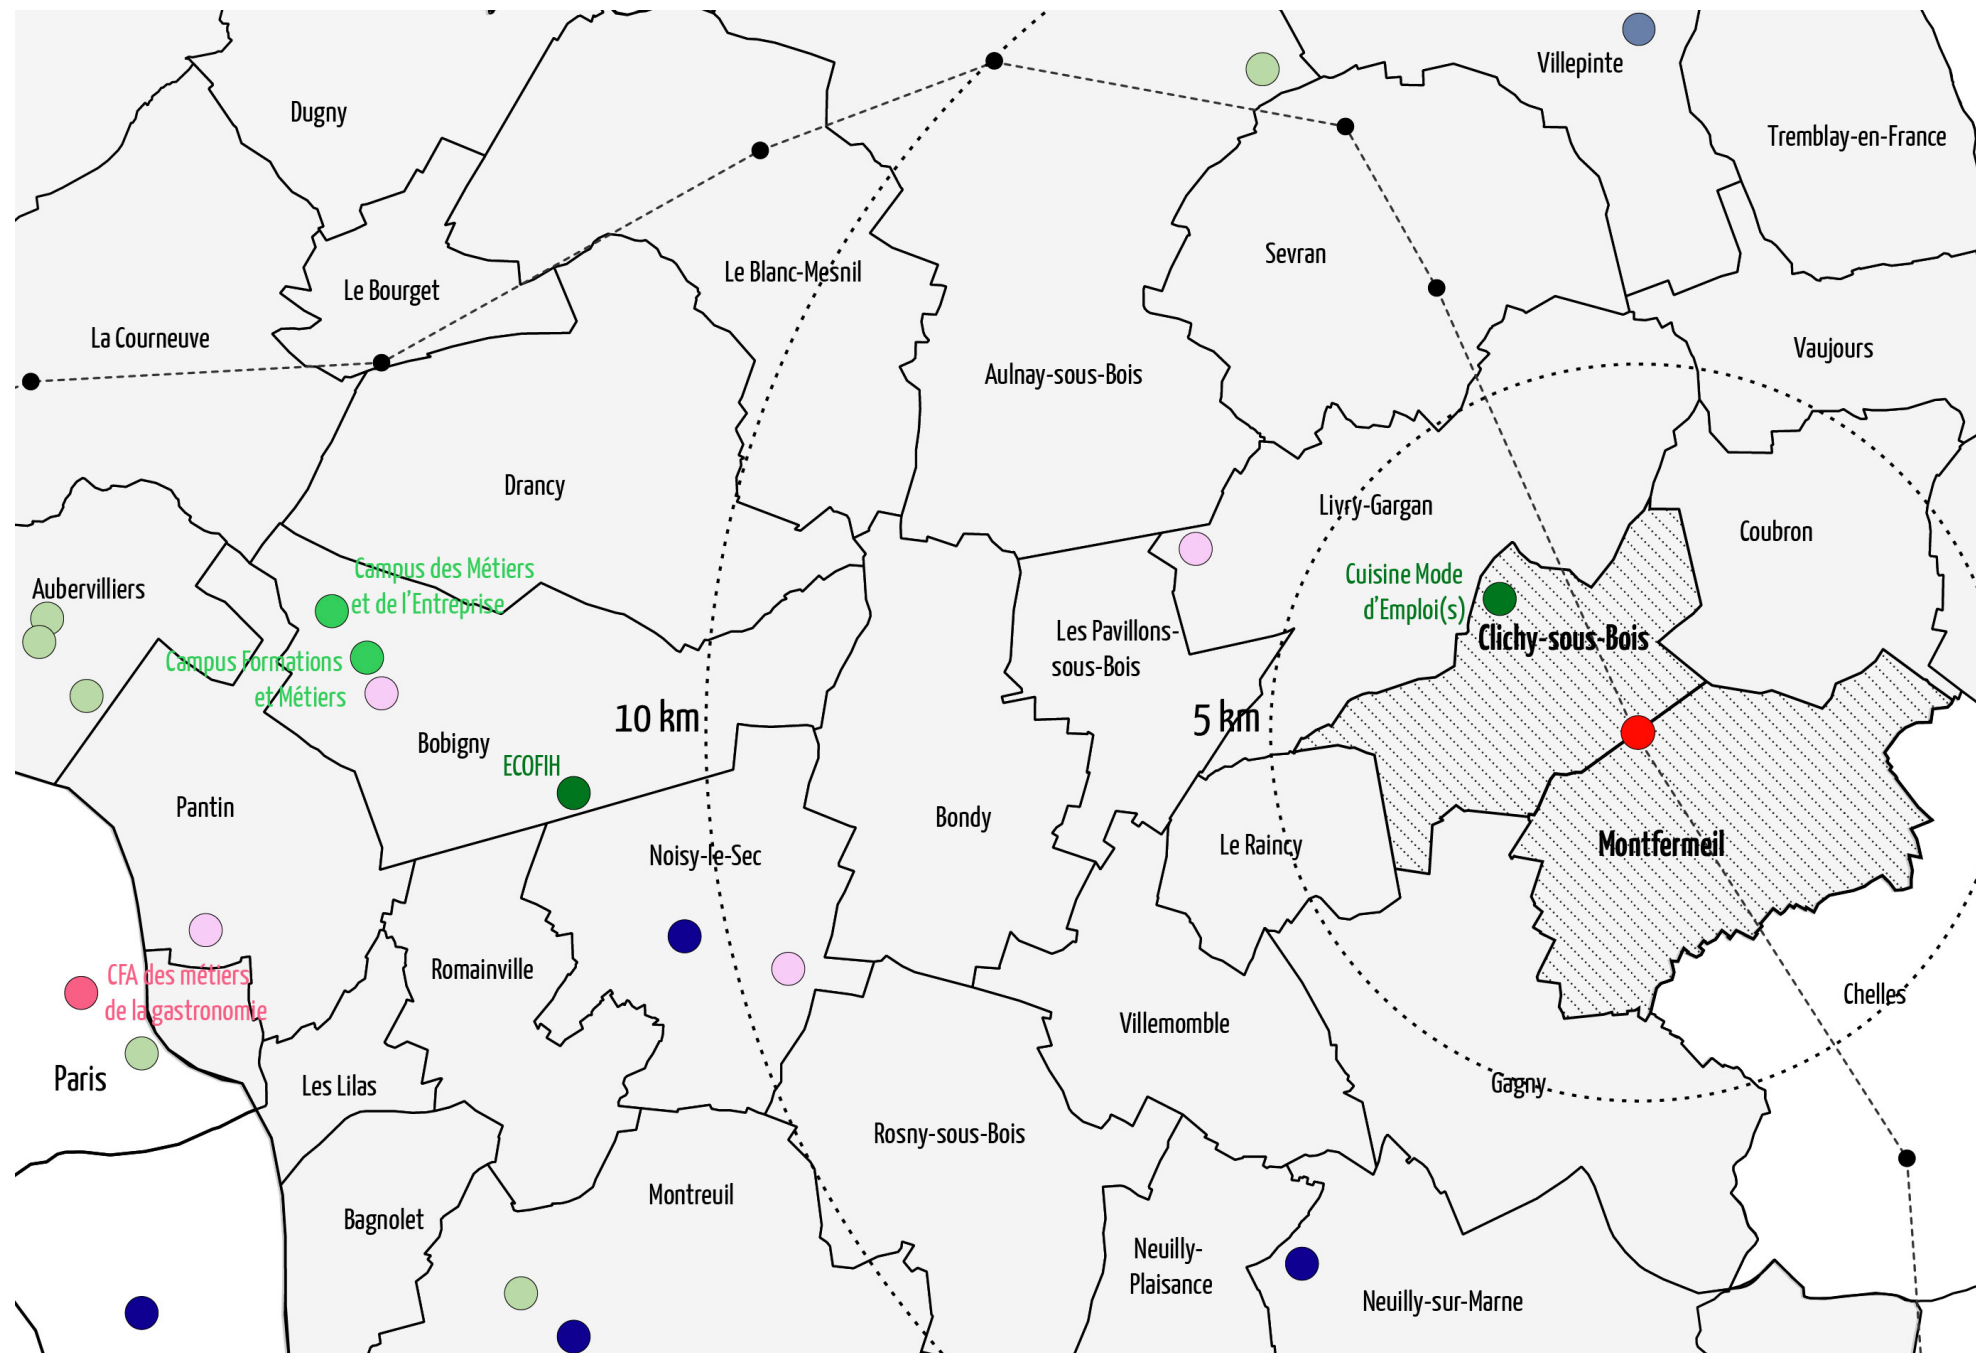 Villepinte
Dugny
Tremblay-en-France
Sevran
Le Blanc-Mesnil
Le Bourget
La Courneuve
Vaujours
Aulnay-sous-Bois
Drancy
Livry-Gargan
Coubron
Campus des Métiers
et de l'Entreprise
Cuisine Mode
d'Emploi(s)
Aubervilliers
Les Pavillons-
sous-Bois
Clichy-sous-Bois
Campus Formations
et Métiers
10 km
5 km
Bobigny
ECOFIH
Pantin
Bondy
Le Raincy
Montfermeil
Noisy-le-Sec
Romainville
CFA des métiers
de la gastronomie
Chelles
Villemomble
Paris
Les Lilas
Gagny
Rosny-sous-Bois
Montreuil
Bagnolet
Neuilly-
Plaisance
Neuilly-sur-Marne